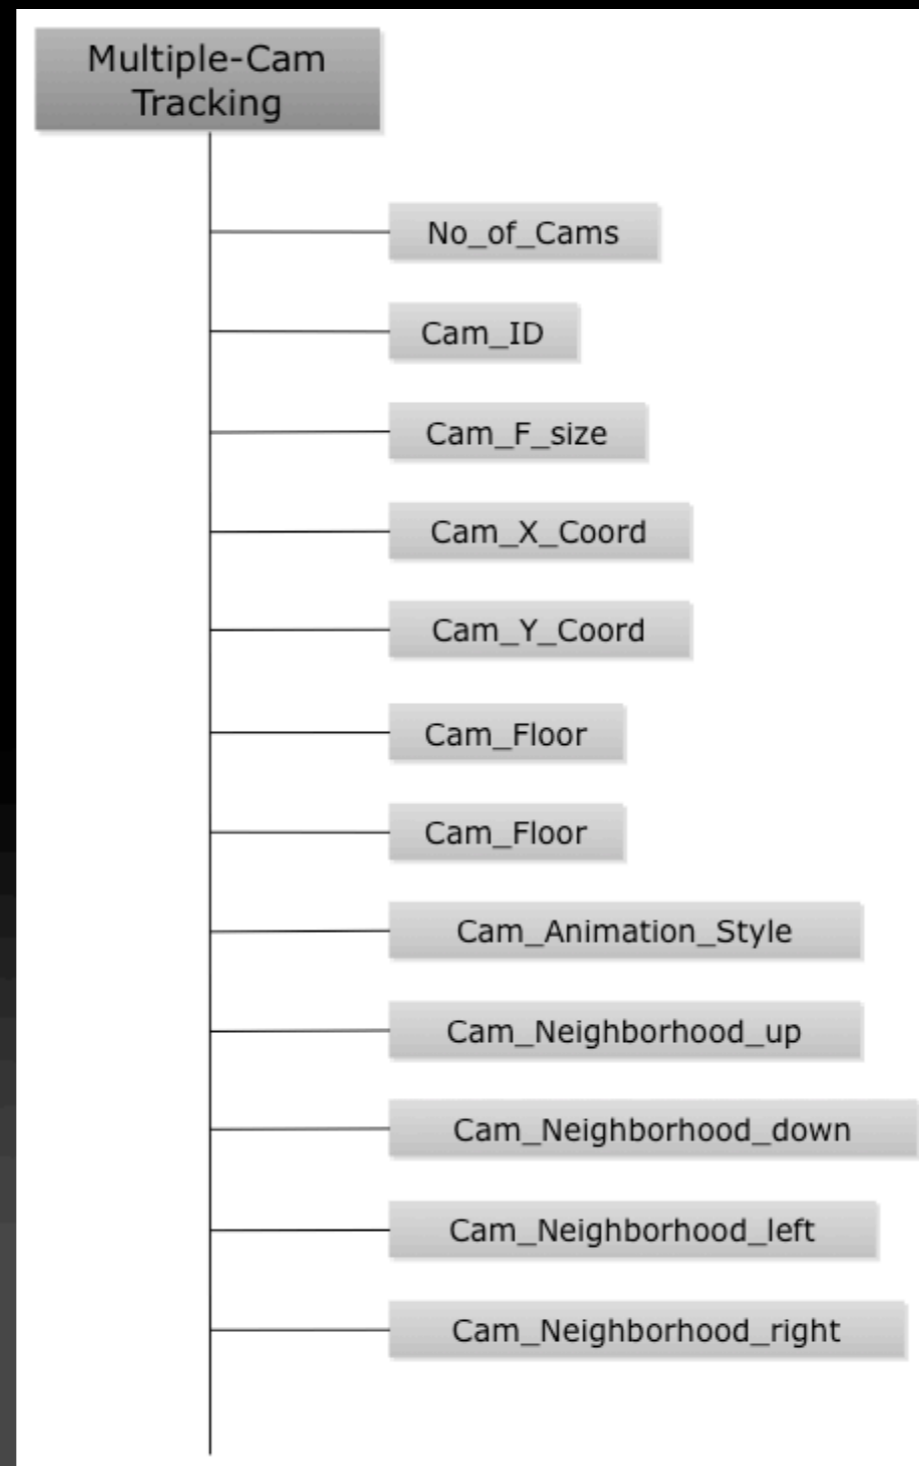 Multiple-Cam
Tracking
No_of_Cams
Cam_ID
Cam_F_size
Cam_X_Coord
Cam_Y_Coord
Cam_Floor
Cam_Floor
Cam_Animation_Style
Cam_Neighborhood_up
Cam_Neighborhood_down
Cam_Neighborhood_left
Cam_Neighborhood_right